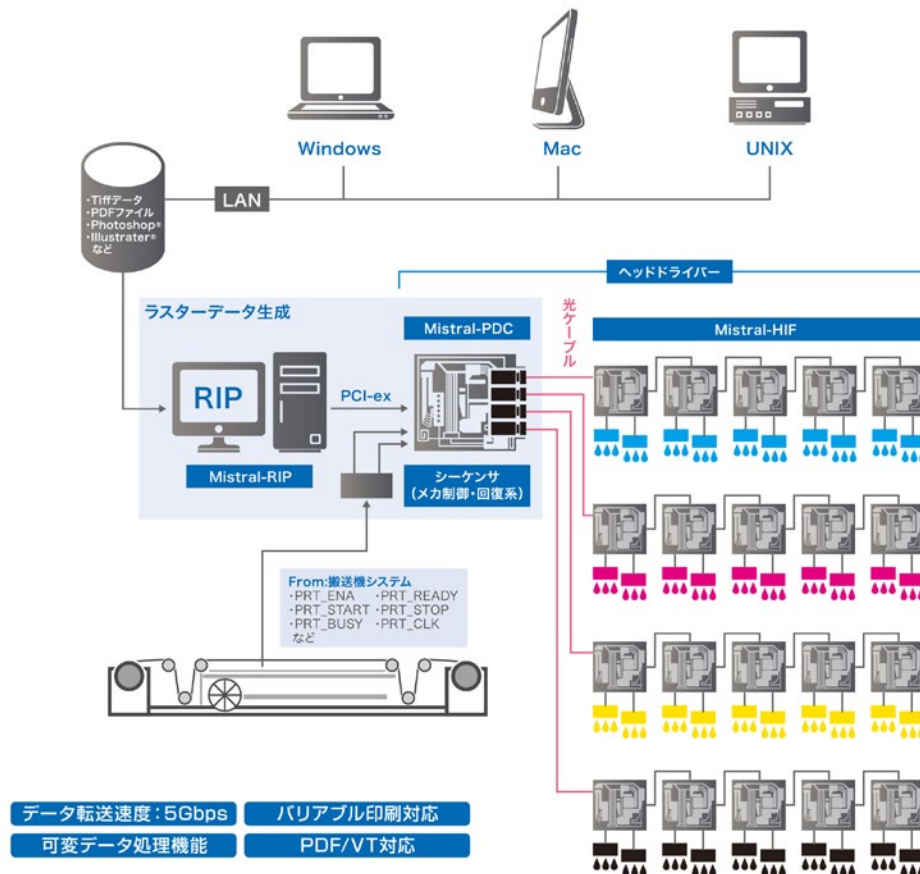 Windows
Mac
UNIX
LAN
・Tiffデータ
・PDFファイル
・Photoshop®
・Illustrater®
など
ヘッドドライバー
ラスターデータ生成
Mistral-PDC
光ケーブル
Mistral-HIF
RIP
PCI-ex
Mistral-RIP
シーケンサ
(メカ制御・回復系)
From:搬送機システム
・PRT_ENA ・PRT_READY
・PRT_START ・PRT_STOP
・PRT_BUSY ・PRT_CLK
など
データ転送速度:5Gbps
バリアブル印刷対応
可変データ処理機能
PDF/VT対応